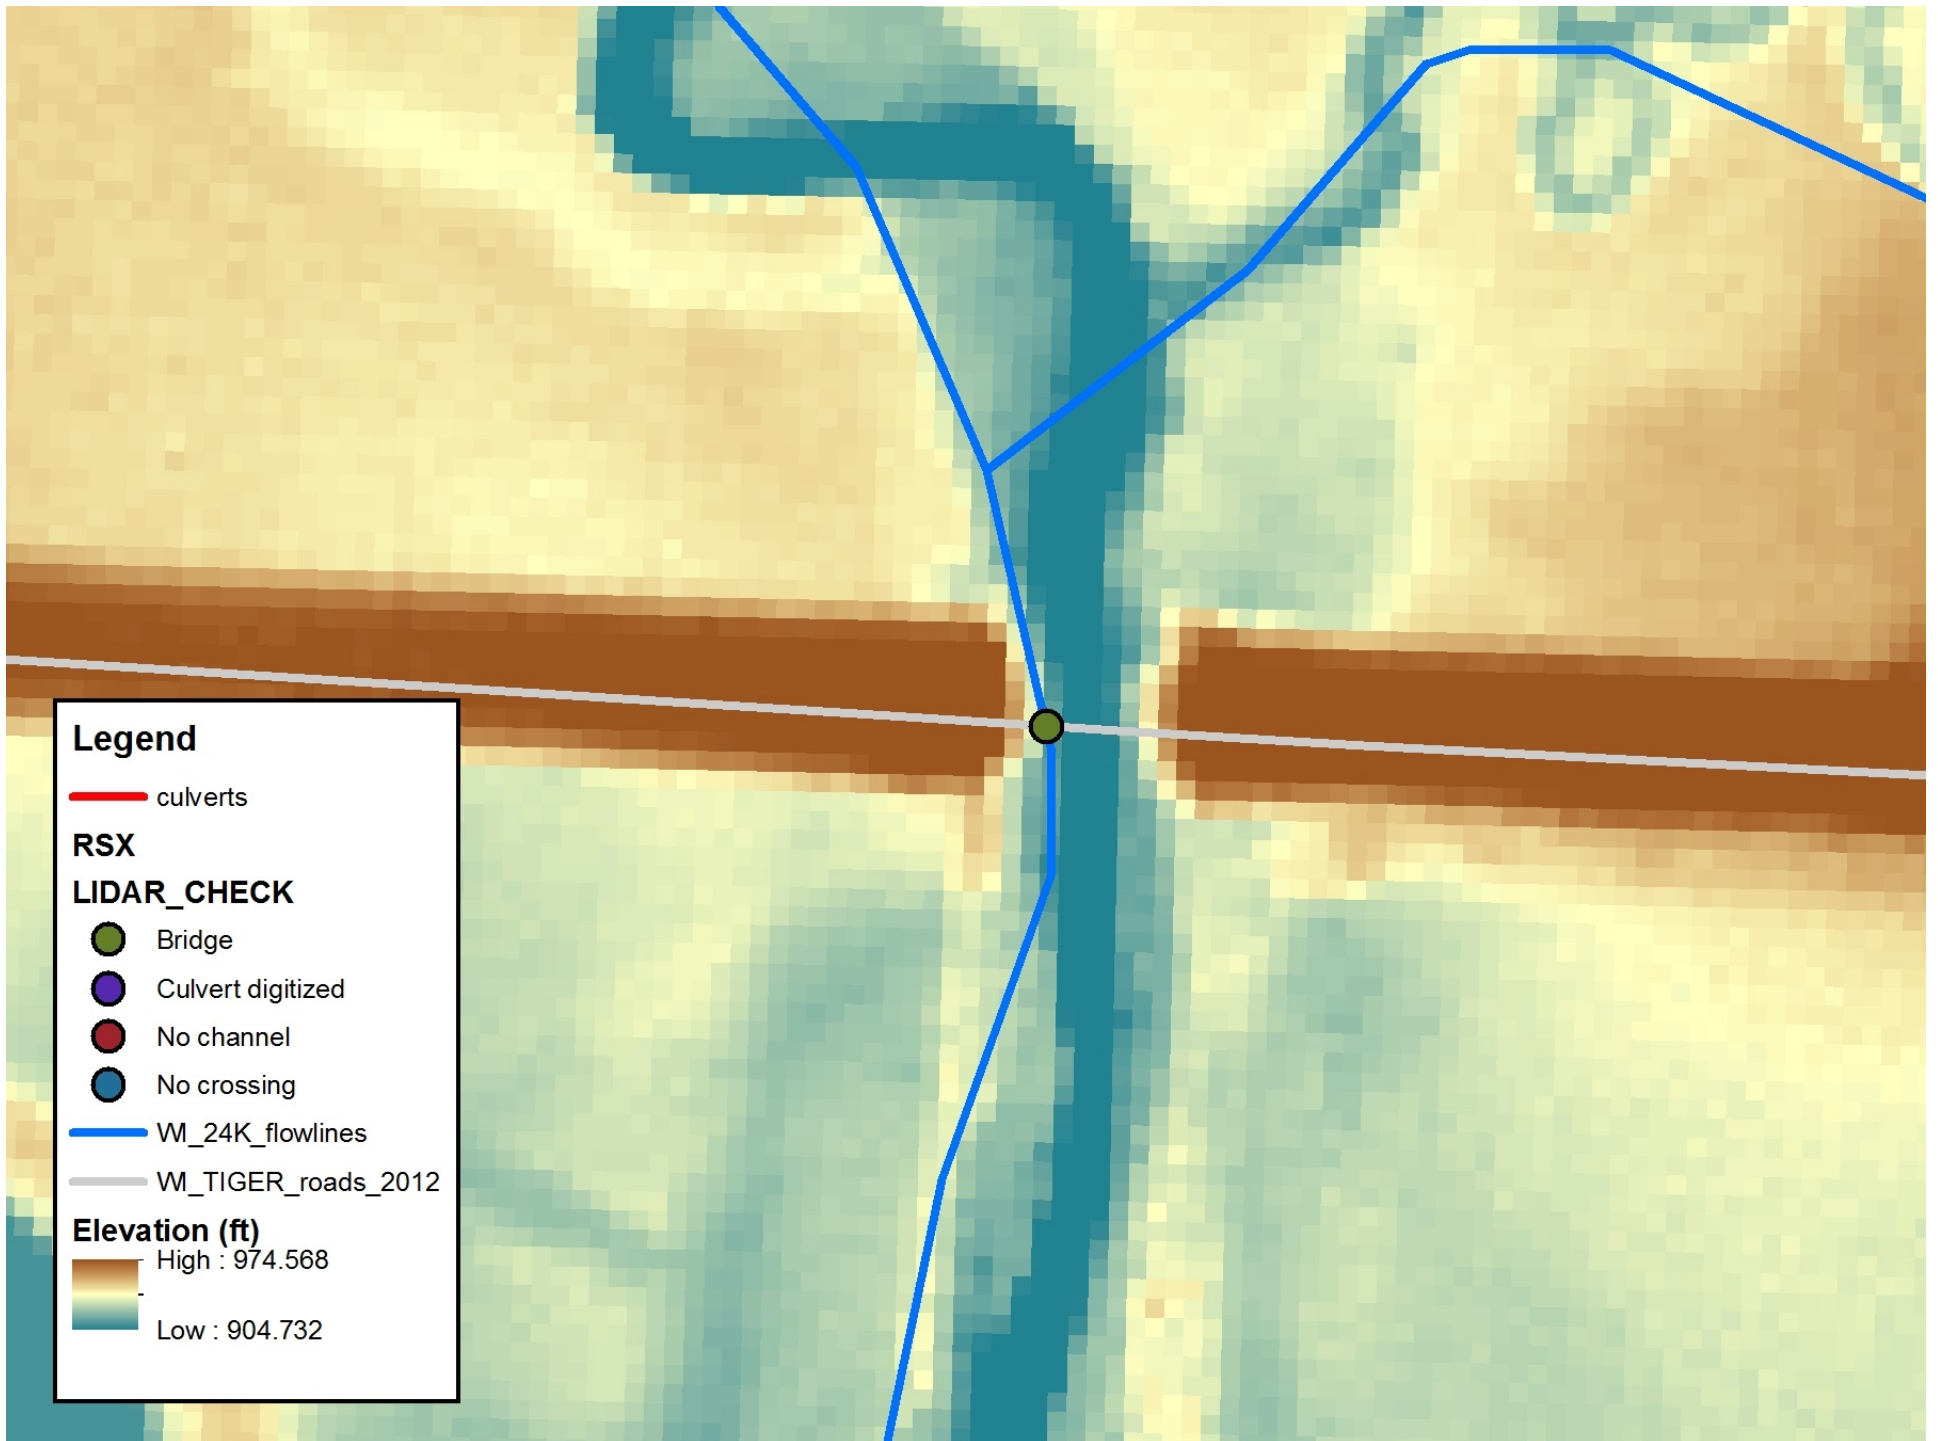 Legend
culverts
RSX
LIDAR_CHECK
Bridge
Culvert digitized
No channel
No crossing
WI_24K_flowlines
WI_TIGER_roads_2012
Elevation (ft)
High : 974.568
Low : 904.732